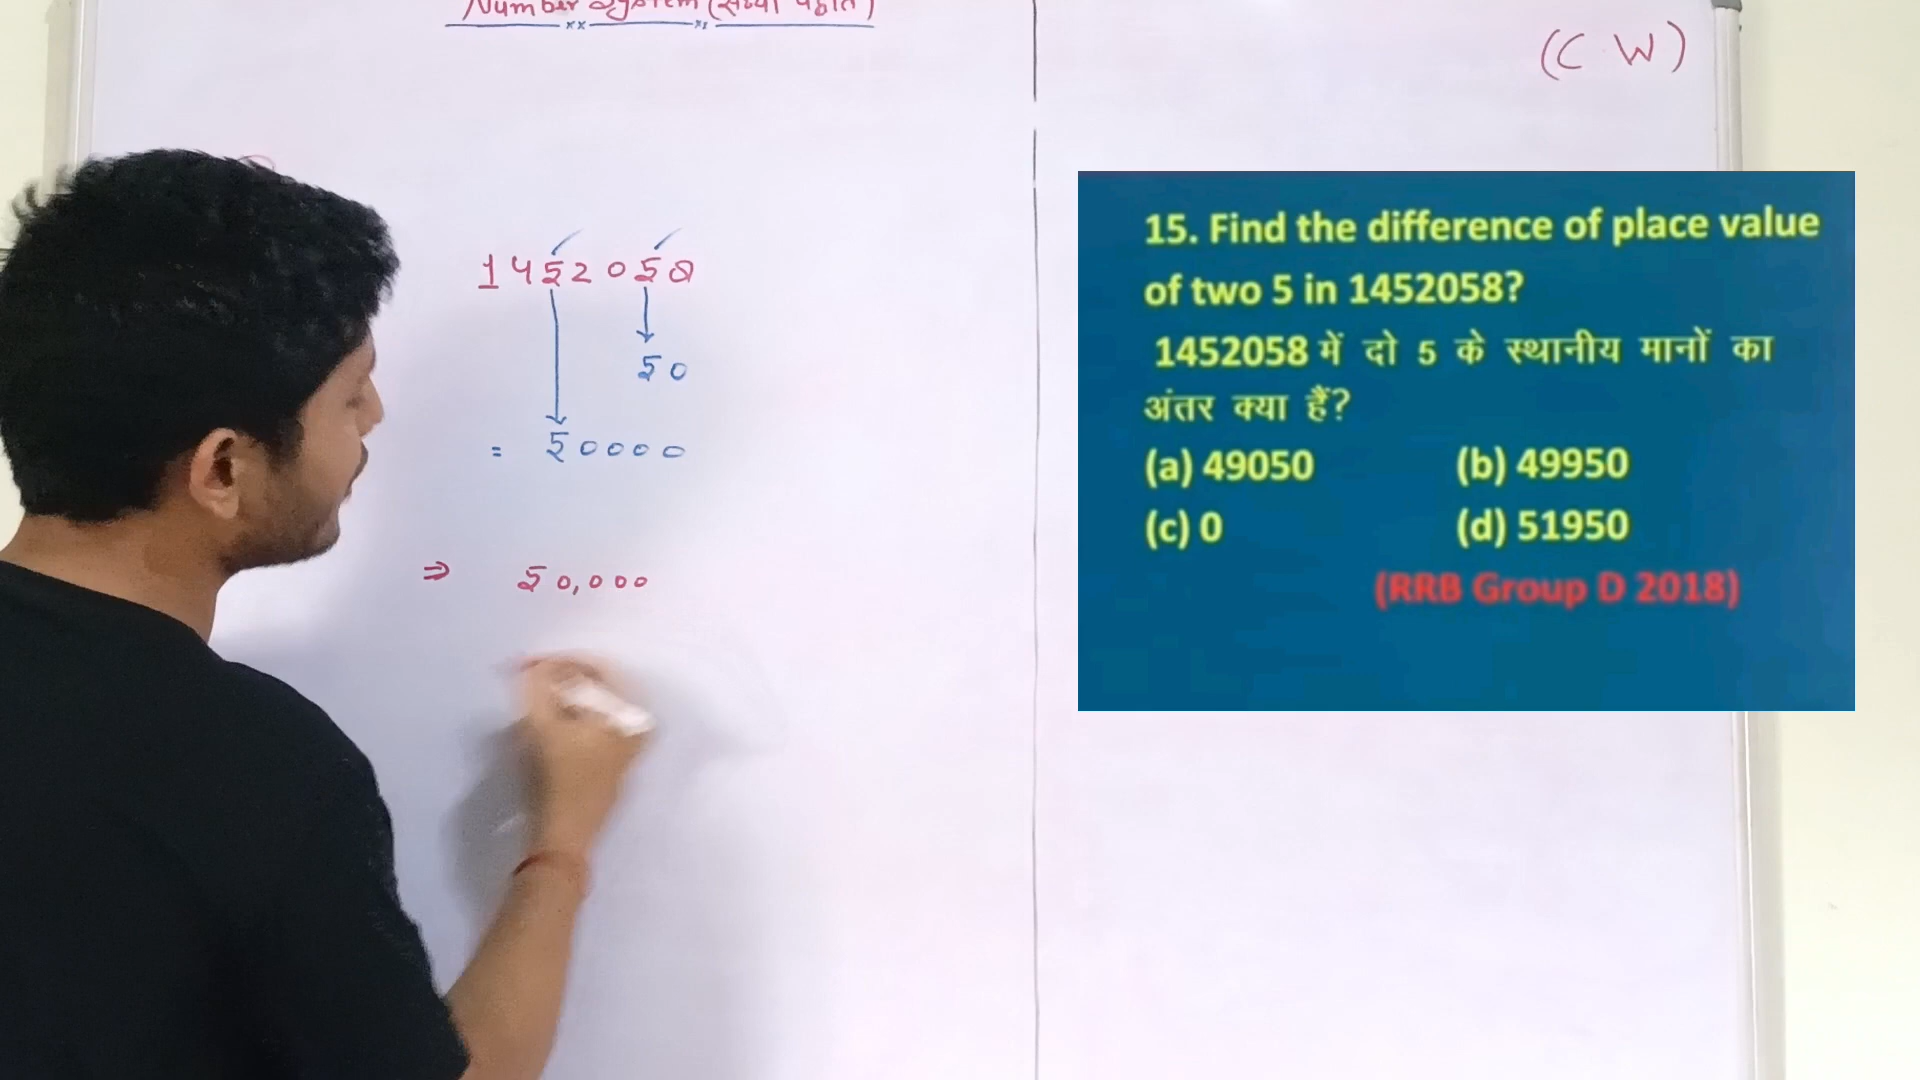 Number System (संख्या पद्धति)
(C W)
1452058
50
= 50000
⇒ 50,000
15. Find the difference of place value
of two 5 in 1452058?
1452058 में दो 5 के स्थानीय मानों का
अंतर क्या हैं?
(a) 49050 (b) 49950
(c) 0 (d) 51950
(RRB Group D 2018)